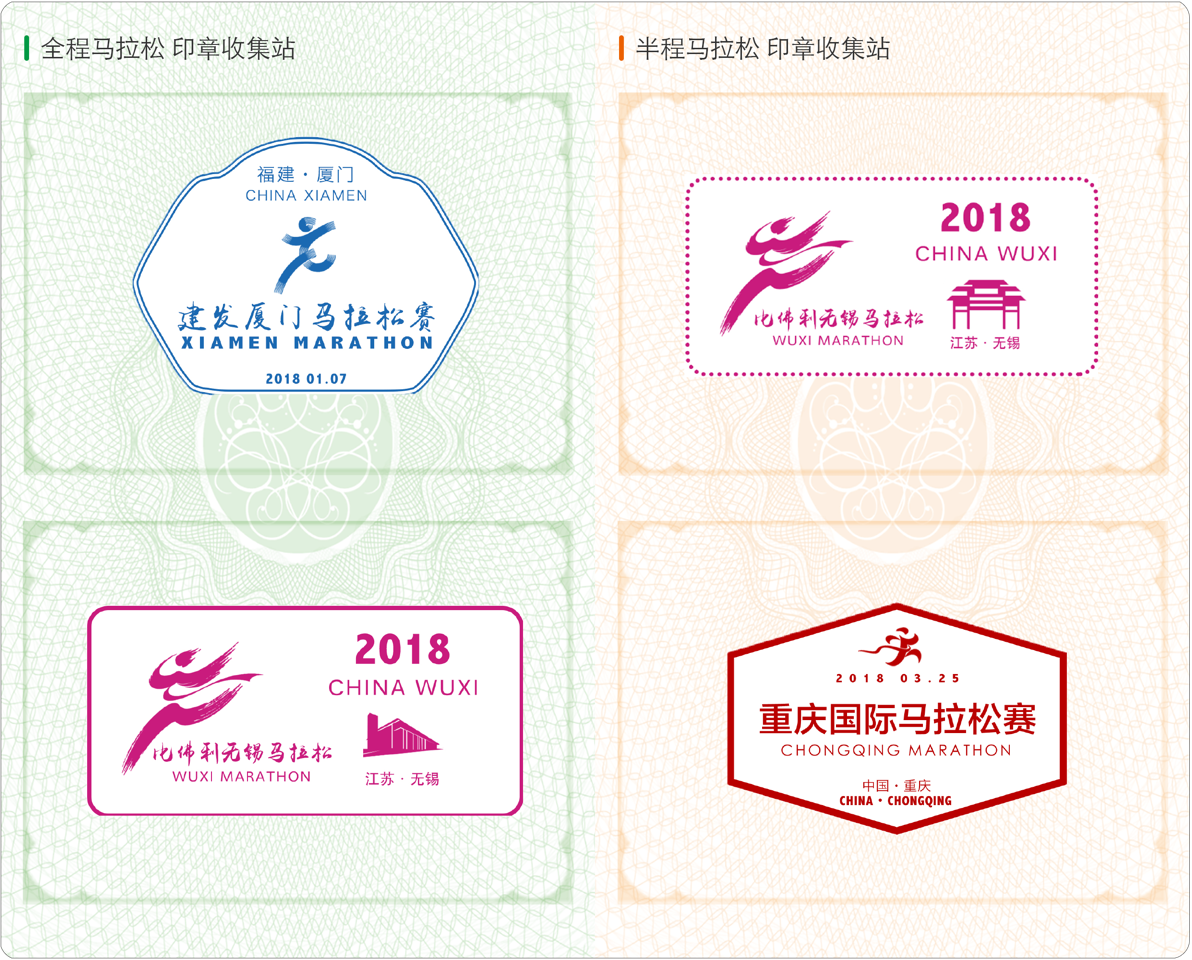 全程马拉松 印章收集站
福建·厦门
CHINA XIAMEN
建发厦门马拉松赛
XIAMEN MARATHON
2018 01.07
2018
CHINA WUXI
比佛利无锡马拉松
WUXI MARATHON
江苏·无锡
半程马拉松 印章收集站
2018
CHINA WUXI
比佛利无锡马拉松
WUXI MARATHON
江苏·无锡
2018 03.25
重庆国际马拉松赛
CHONGQING MARATHON
中国·重庆
CHINA · CHONGQING